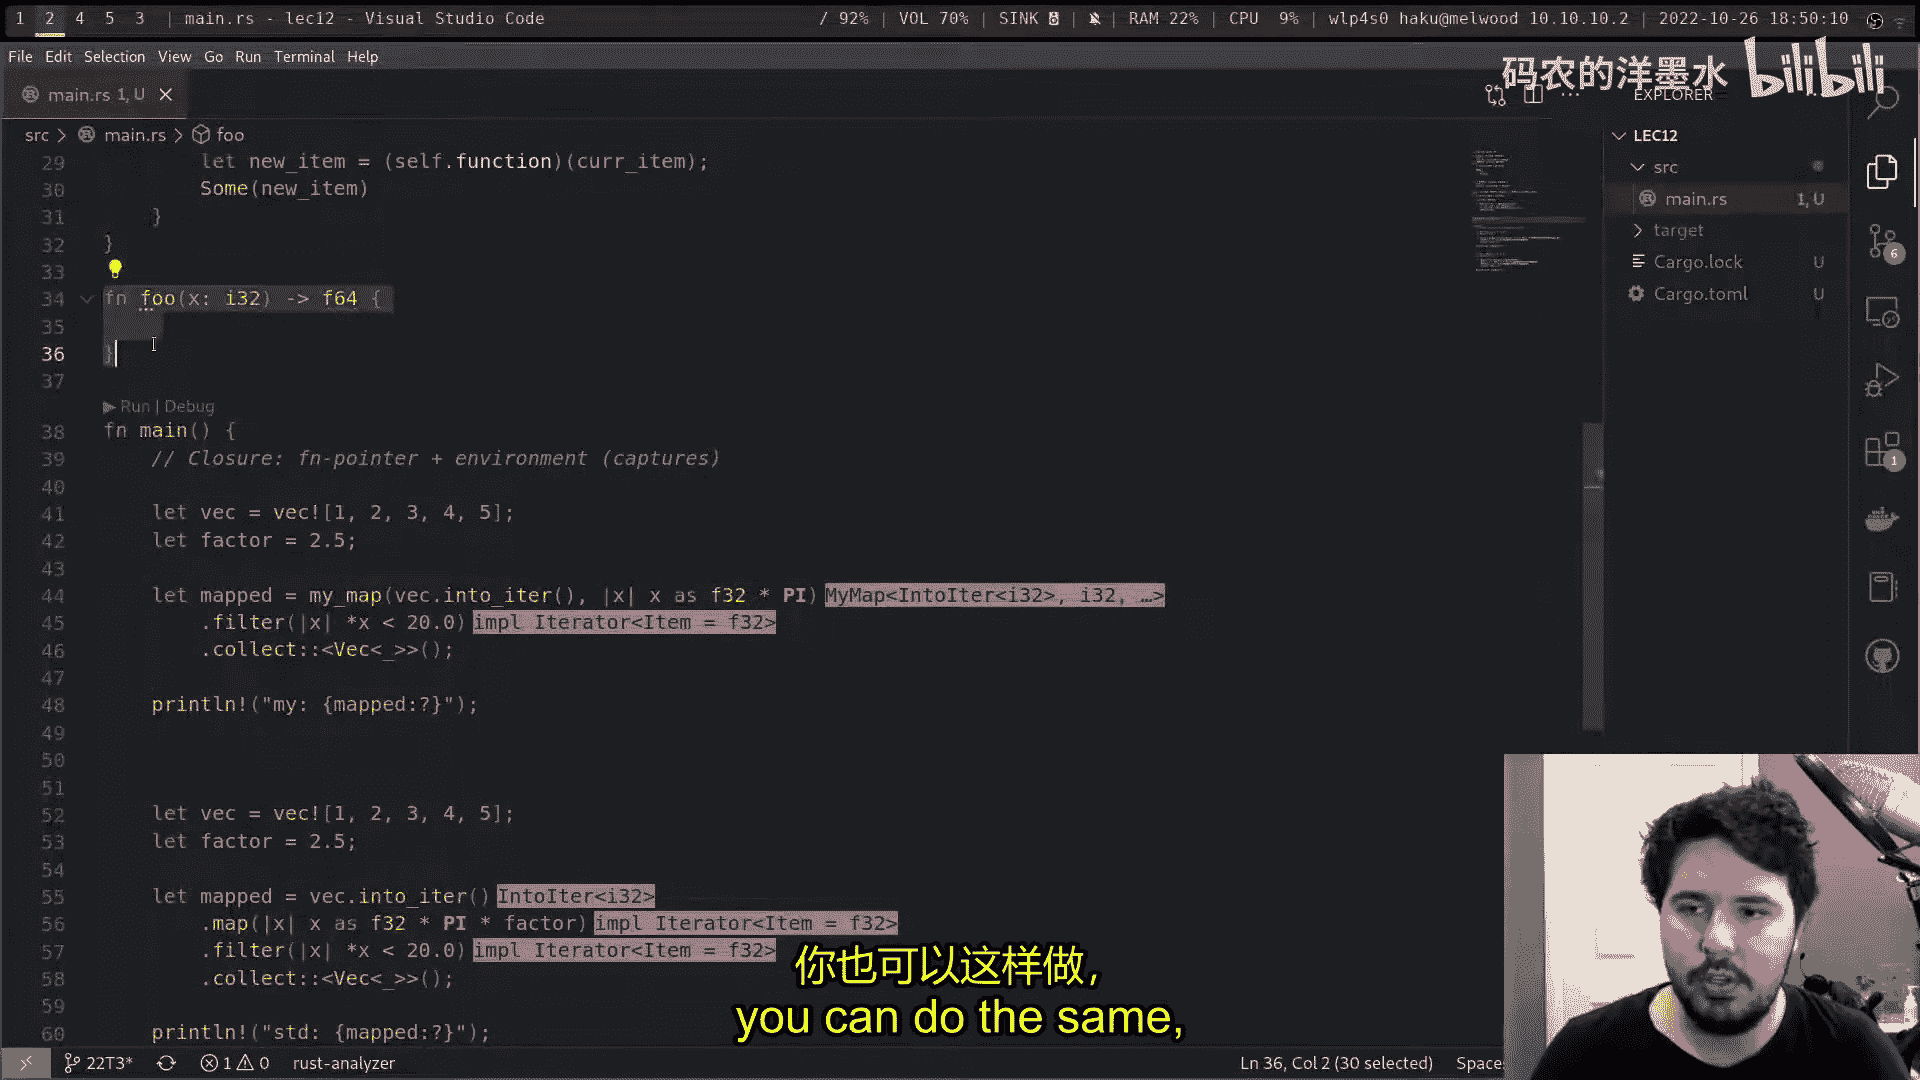 1 2 4 5 3 | main.rs - lec12 - Visual Studio Code
/ 92% | VOL 70% | SINK | | RAM 22% | CPU 9% | wlp4s0 haku@melwood 10.10.10.2 | 2022-10-26 18:50:10
File Edit Selection View Go Run Terminal Help
码农的洋墨水 bilibili
main.rs 1, U
EXPLORER
src > main.rs > foo
LEC12
src
main.rs 1, U
target
Cargo.lock U
Cargo.toml U
6
1
29 let new_item = (self.function)(curr_item);
30 Some(new_item)
31 }
32 }
33
34 fn foo(x: i32) -> f64 {
35
36 }
37
Run | Debug
38 fn main() {
39 // Closure: fn-pointer + environment (captures)
40
41 let vec = vec![1, 2, 3, 4, 5];
42 let factor = 2.5;
43
44 let mapped = my_map(vec.into_iter(), |x| x as f32 * PI) MyMap<IntoIter<i32>, i32, …>
45 .filter(|x| *x < 20.0) impl Iterator<Item = f32>
46 .collect::<Vec<_>>();
47
48 println!("my: {mapped:?}");
49
50
51
52 let vec = vec![1, 2, 3, 4, 5];
53 let factor = 2.5;
54
55 let mapped = vec.into_iter() IntoIter<i32>
56 .map(|x| x as f32 * PI * factor) impl Iterator<Item = f32>
57 .filter(|x| *x < 20.0) impl Iterator<Item = f32>
58 .collect::<Vec<_>>();
59
60 println!("std: {mapped:?}");
你也可以这样做,
you can do the same,
22T3* 1 0 rust-analyzer
Ln 36, Col 2 (30 selected) Spaces